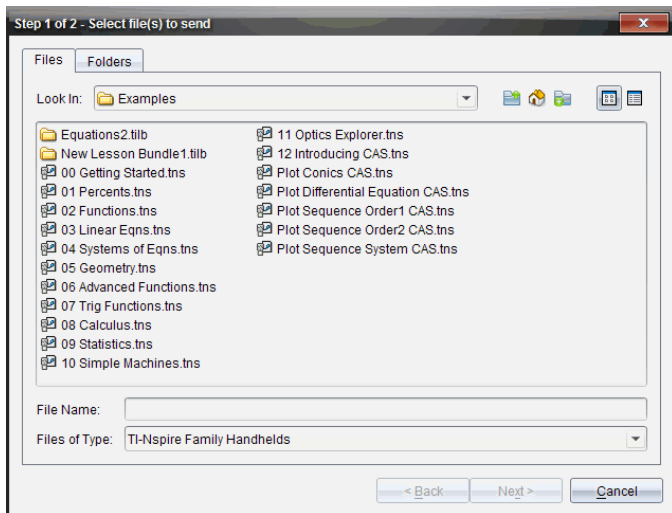 Step 1 of 2 - Select file(s) to send
Files
Folders
Look In:
Examples
Equations2.tilb
New Lesson Bundle1.tilb
00 Getting Started.tns
01 Percents.tns
02 Functions.tns
03 Linear Eqns.tns
04 Systems of Eqns.tns
05 Geometry.tns
06 Advanced Functions.tns
07 Trig Functions.tns
08 Calculus.tns
09 Statistics.tns
10 Simple Machines.tns
11 Optics Explorer.tns
12 Introducing CAS.tns
Plot Conics CAS.tns
Plot Differential Equation CAS.tns
Plot Sequence Order1 CAS.tns
Plot Sequence Order2 CAS.tns
Plot Sequence System CAS.tns
File Name:
Files of Type:
TI-Nspire Family Handhelds
< Back
Next >
Cancel